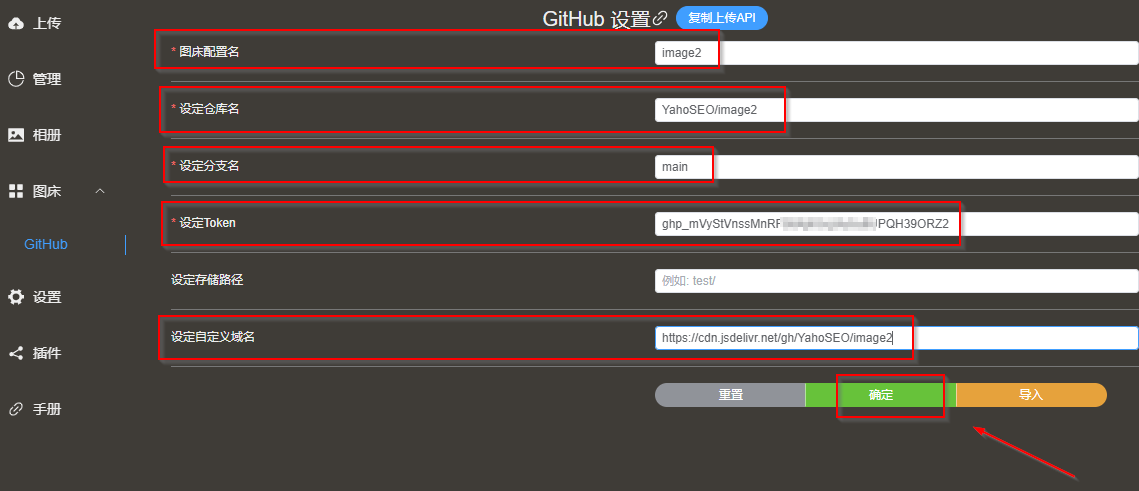 上传
管理
相册
图床
GitHub
设置
插件
手册
GitHub 设置
复制上传API
* 图床配置名
image2
* 设定仓库名
YahoSEO/image2
* 设定分支名
main
* 设定Token
设定存储路径
例如: test/
设定自定义域名
https://cdn.jsdelivr.net/gh/YahoSEO/image2
重置
确定
导入